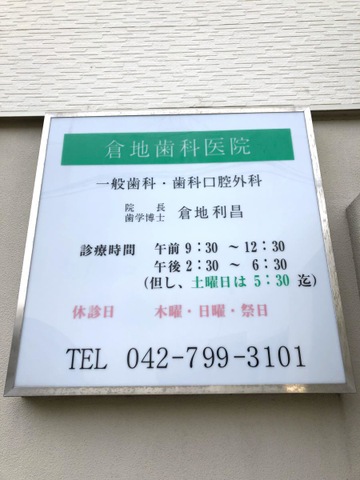 倉地歯科医院
一般歯科・歯科口腔外科
院長
歯学博士 倉地利昌
診療時間 午前 9:30 ～ 12:30
午後 2:30 ～ 6:30
(但し、土曜日は 5:30 迄)
休診日 木曜・日曜・祭日
TEL 042-799-3101